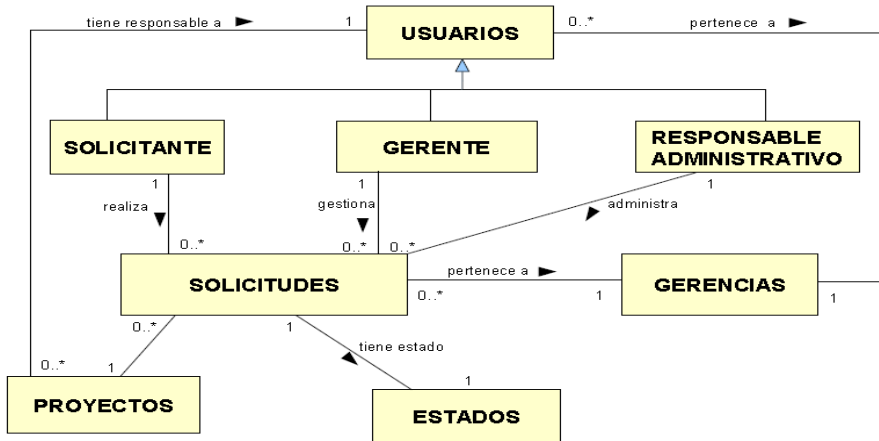 tiene responsable a
1
USUARIOS
0..*
pertenece a
SOLICITANTE
GERENTE
RESPONSABLE
ADMINISTRATIVO
1
1
1
realiza
gestiona
administra
0..*
0..*
0..*
SOLICITUDES
pertenece a
0..*
1
GERENCIAS
1
0..*
1
tiene estado
0..*
1
1
PROYECTOS
ESTADOS